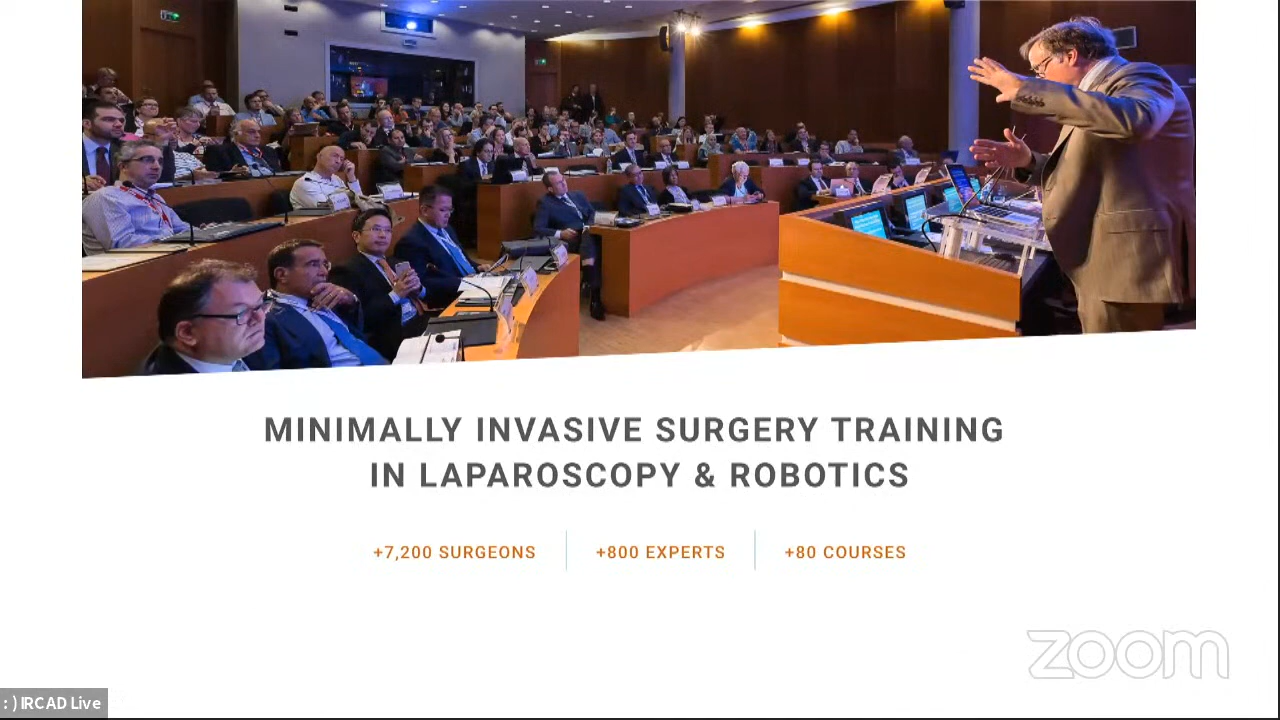 MINIMALLY INVASIVE SURGERY TRAINING
IN LAPAROSCOPY & ROBOTICS
+7,200 SURGEONS
+800 EXPERTS
+80 COURSES
zoom
: ) IRCAD Live